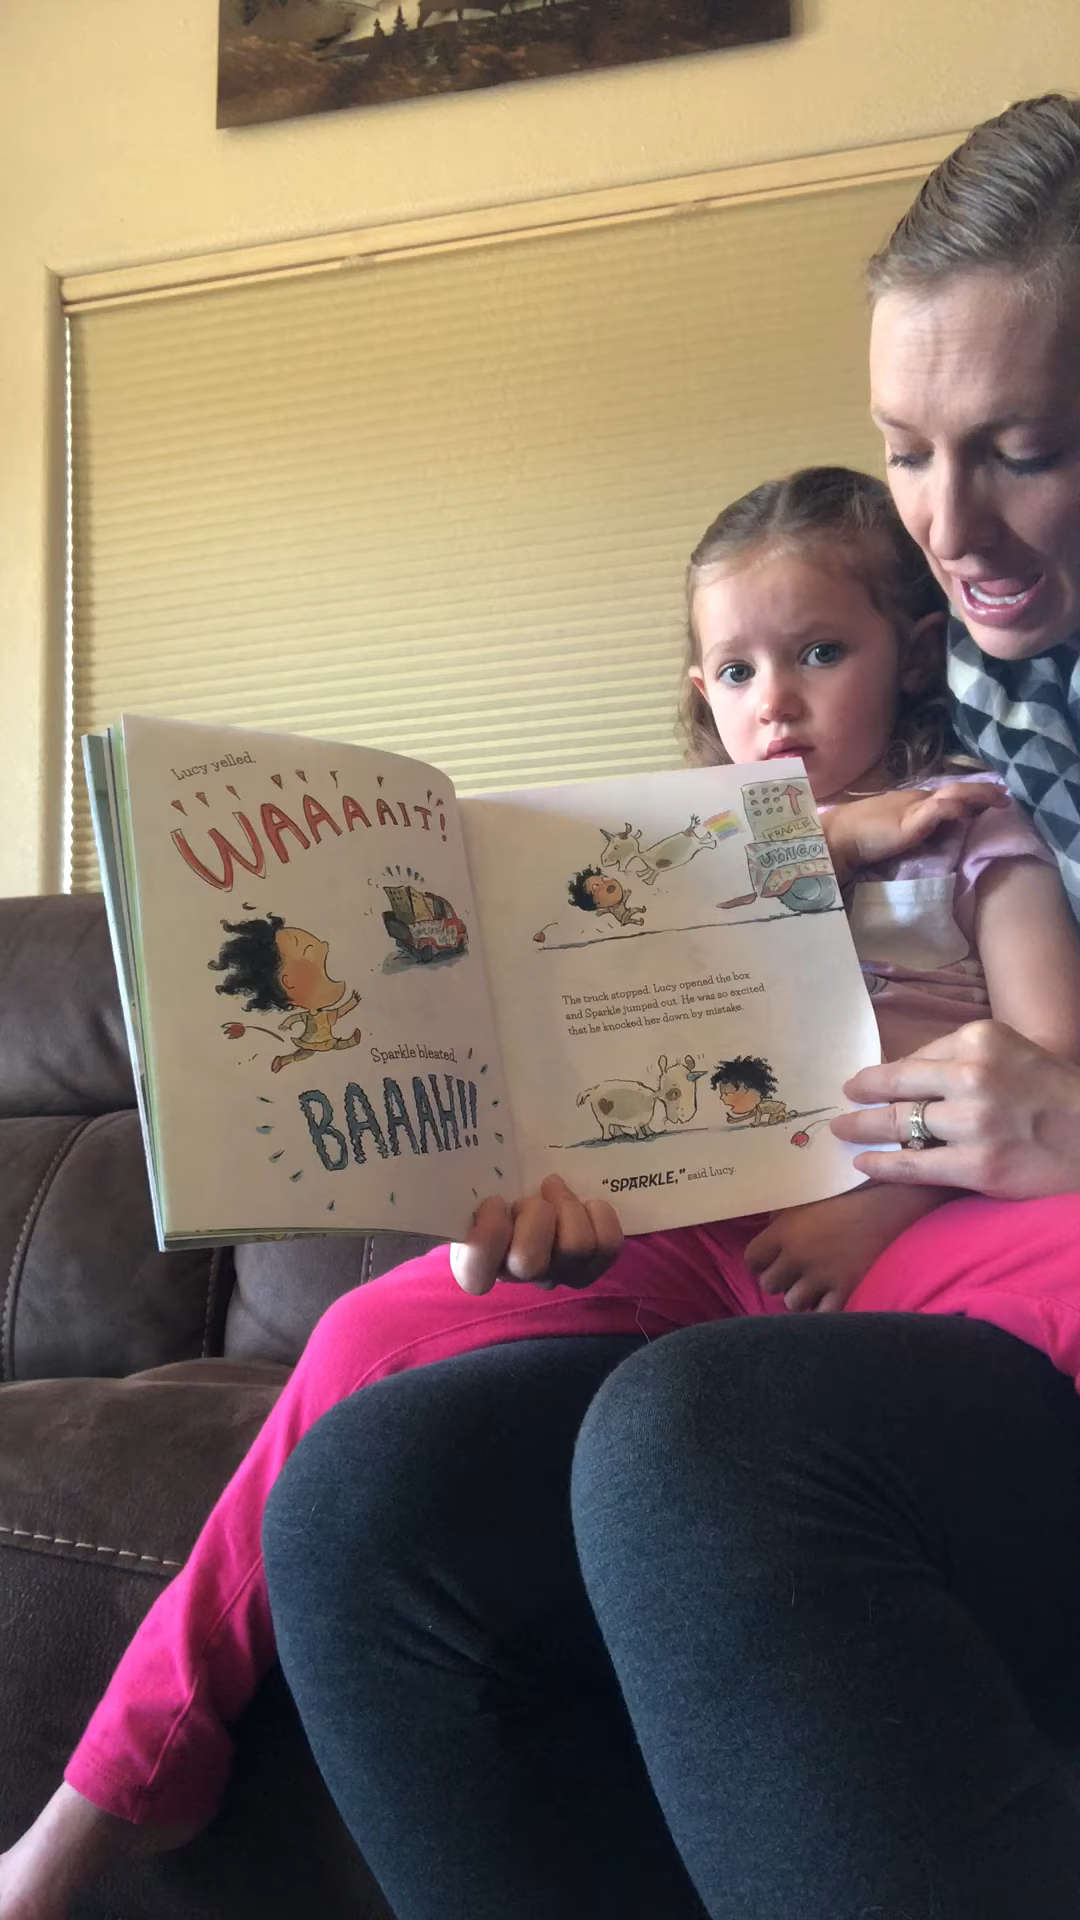 Lucy yelled,
WAAAAAIT!
Sparkle bleated,
BAAAH!!
FRAGILE
The truck stopped. Lucy opened the box
and Sparkle jumped out. He was so excited
that he knocked her down by mistake.
"SPARKLE," said Lucy.